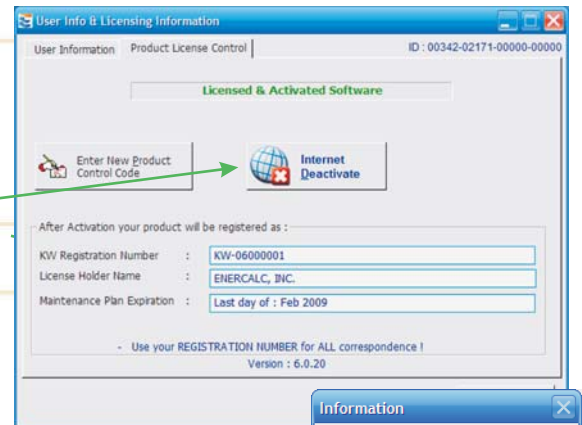 User Info & Licensing Information
User Information Product License Control ID : 00342-02171-00000-00000
Licensed & Activated Software
Enter New Product
Control Code
Internet
Deactivate
After Activation your product will be registered as :
KW Registration Number : KW-06000001
License Holder Name : ENERCALC, INC.
Maintenance Plan Expiration : Last day of : Feb 2009
- Use your REGISTRATION NUMBER for ALL correspondence !
Version : 6.0.20
Information